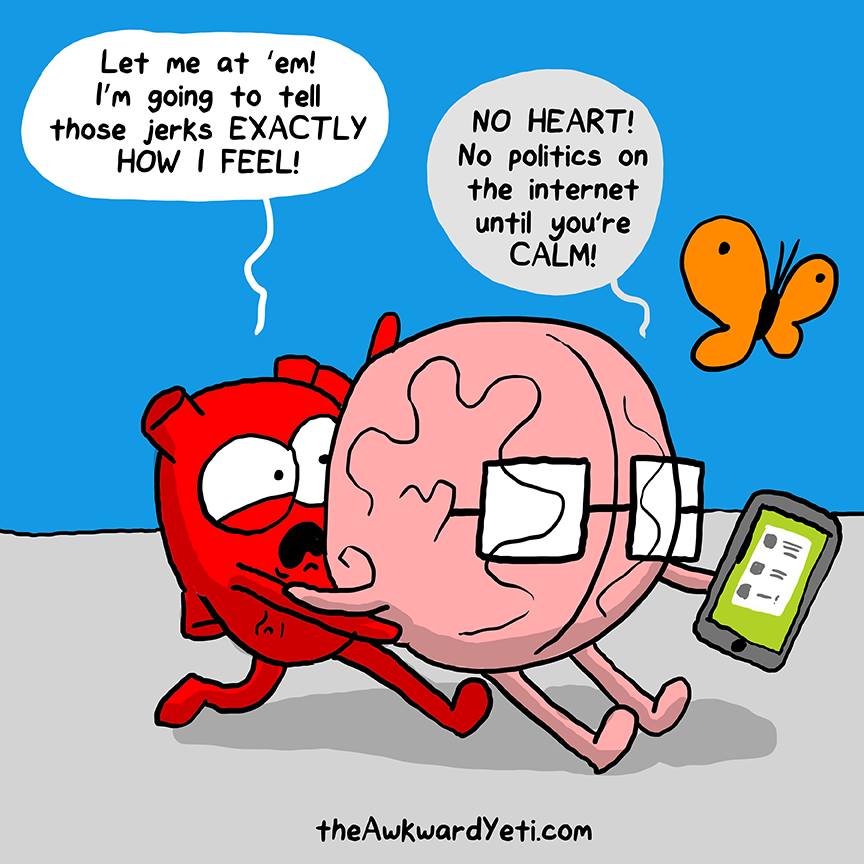 Let me at 'em!
I'm going to tell
those jerks EXACTLY
HOW I FEEL!
NO HEART!
No politics on
the internet
until you're
CALM!
theAwkwardYeti.com